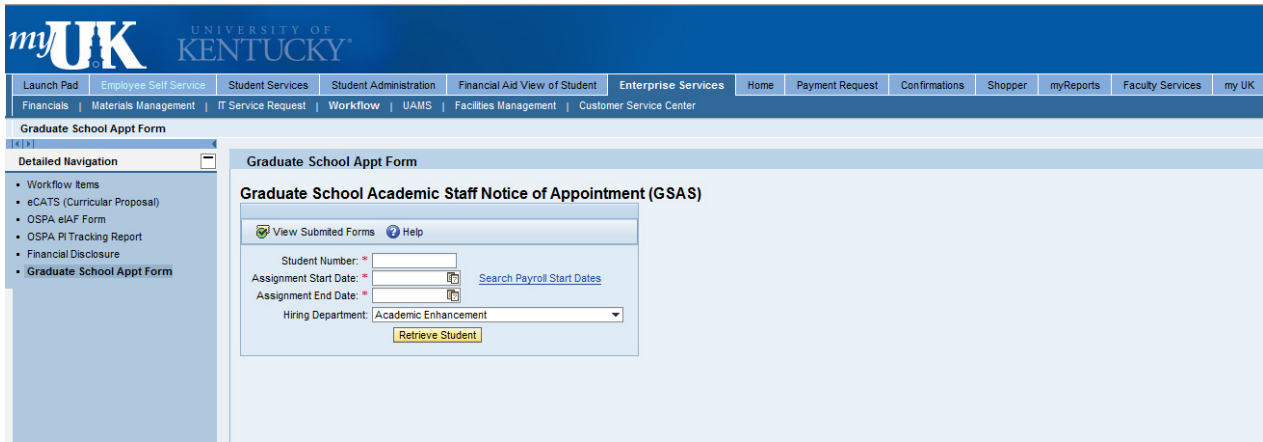 myUK UNIVERSITY OF
KENTUCKY®
Launch Pad Employee Self Service Student Services Student Administration Financial Aid View of Student Enterprise Services Home Payment Request Confirmations Shopper myReports Faculty Services my UK
Financials | Materials Management | IT Service Request | Workflow | UAMS | Facilities Management | Customer Service Center
Graduate School Appt Form
Detailed Navigation
• Workflow Items
• eCATS (Curricular Proposal)
• OSPA eIAF Form
• OSPA PI Tracking Report
• Financial Disclosure
• Graduate School Appt Form
Graduate School Appt Form
Graduate School Academic Staff Notice of Appointment (GSAS)
View Submited Forms Help
Student Number: *
Assignment Start Date: * Search Payroll Start Dates
Assignment End Date: *
Hiring Department: Academic Enhancement
Retrieve Student